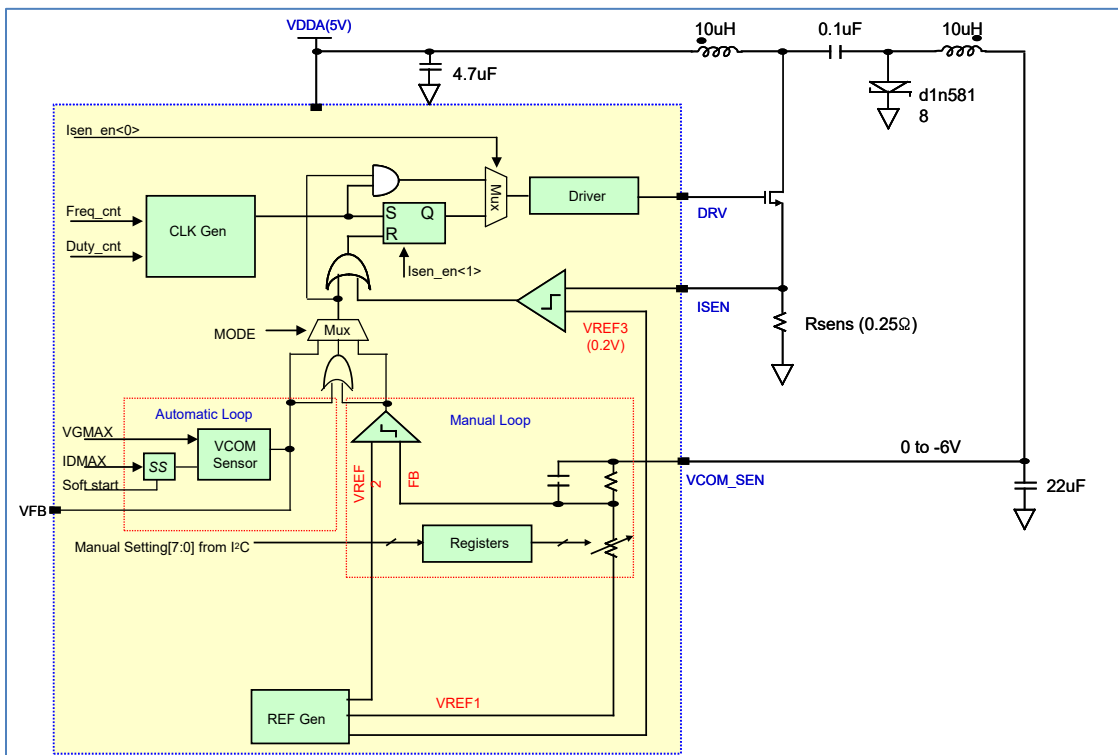 VDDA(5V)
10uH
0.1uF
10uH
4.7uF
d1n581
8
Isen_en<0>
Mux
Driver
DRV
Freq_cnt
Duty_cnt
CLK Gen
S Q
R
Isen_en<1>
ISEN
MODE
Mux
VREF3
(0.2V)
Rsens (0.25Ω)
Automatic Loop
Manual Loop
VGMAX
IDMAX
Soft start
SS
VCOM
Sensor
VREF
2
FB
0 to -6V
VCOM_SEN
22uF
VFB
Manual Setting[7:0] from I²C
Registers
REF Gen
VREF1